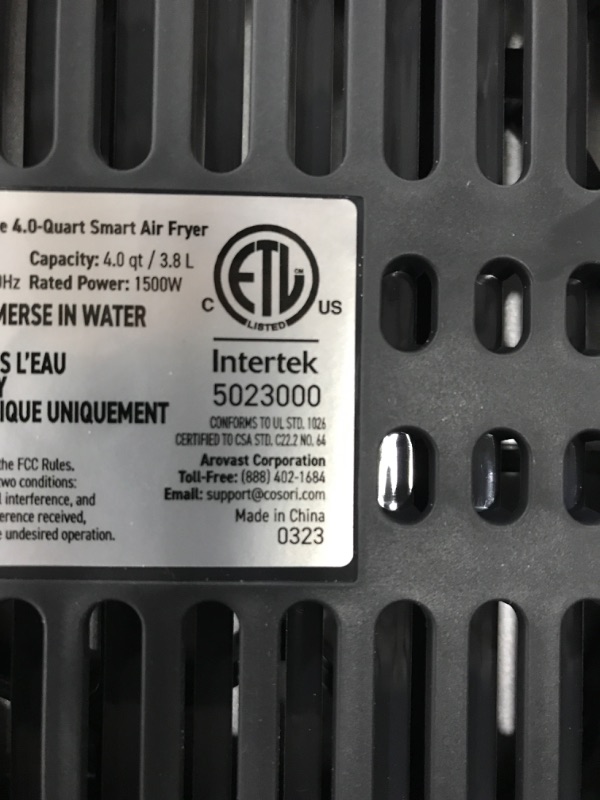 e 4.0-Quart Smart Air Fryer
Capacity: 4.0 qt / 3.8 L
0Hz Rated Power: 1500W
MERSE IN WATER
S L'EAU
Y
IQUE UNIQUEMENT
ETL
CM
LISTED
C US
Intertek
5023000
CONFORMS TO UL STD. 1026
CERTIFIED TO CSA STD. C22.2 NO. 64
the FCC Rules.
two conditions:
l interference, and
erence received,
e undesired operation.
Arovast Corporation
Toll-Free: (888) 402-1684
Email: support@cosori.com
Made in China
0323